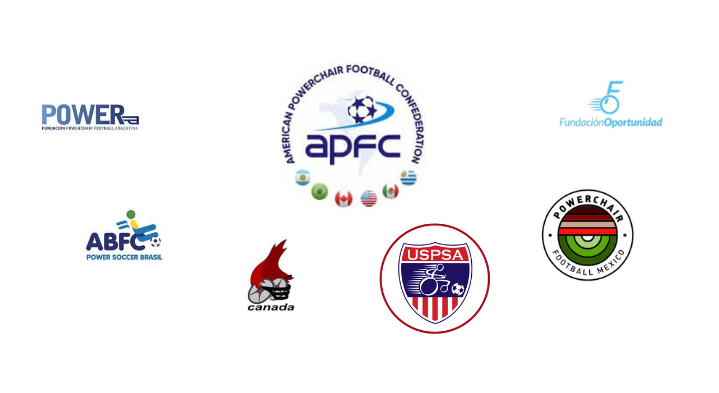 AMERICAN POWERCHAIR FOOTBALL CONFEDERATION
apfc
POWER
FUNDACIÓN POWERCHAIR FOOTBALL ARGENTINA
F
FundaciónOportunidad
ABFC
POWER SOCCER BRASIL
canada
USPSA
POWERCHAIR
FOOTBALL MEXICO